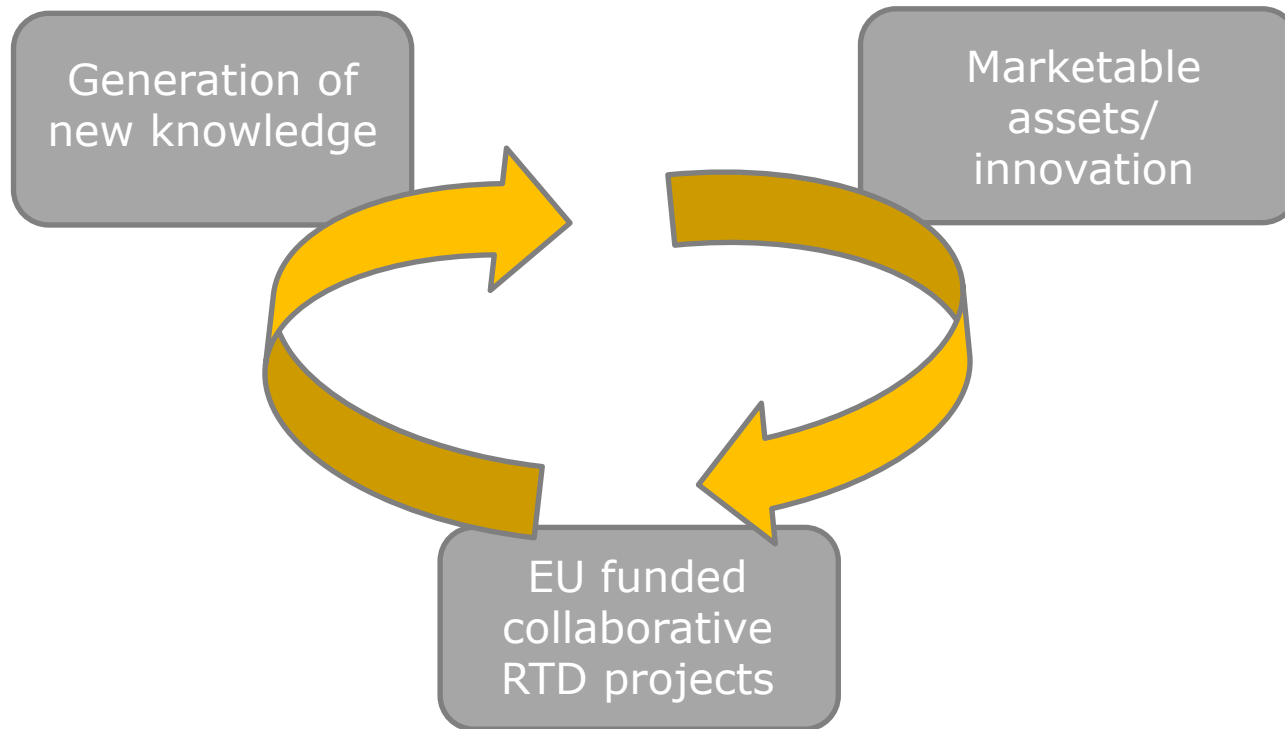 Generation of
new knowledge
Marketable
assets/
innovation
EU funded
collaborative
RTD projects